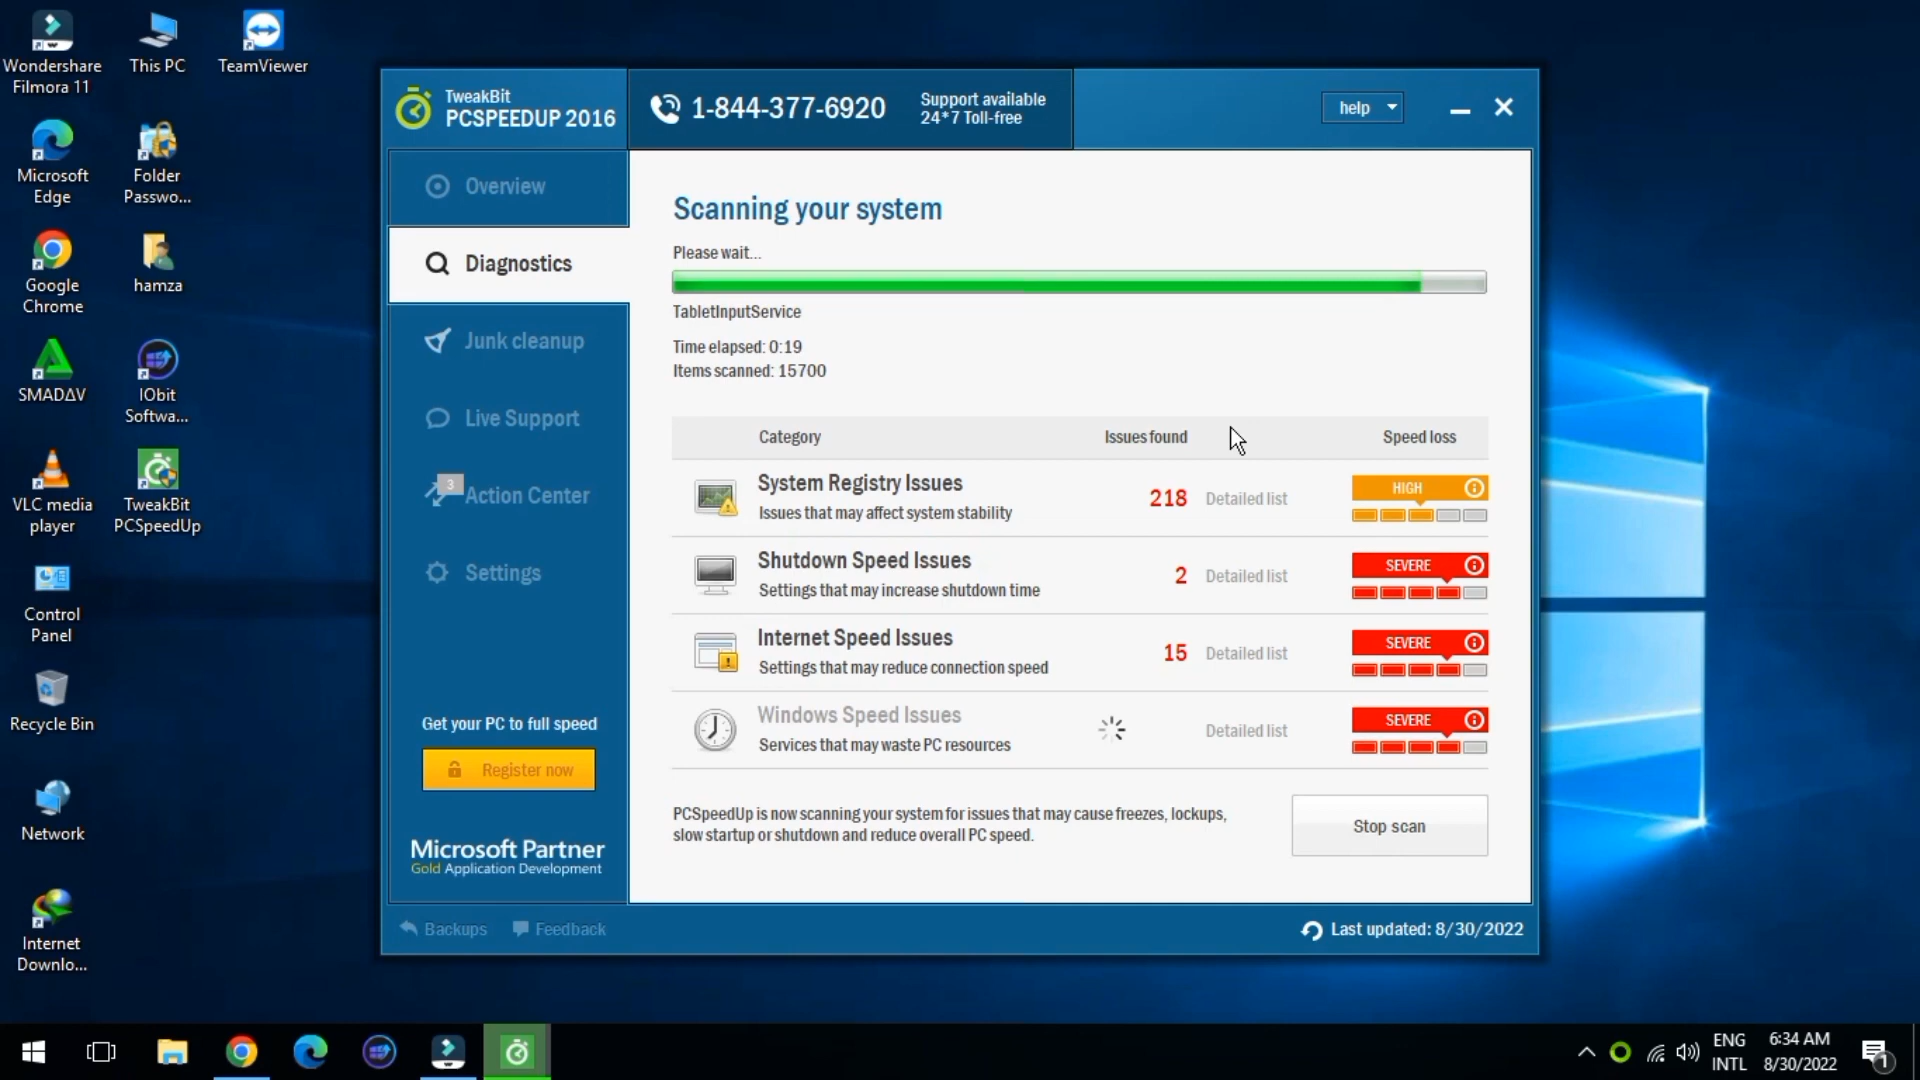 Wondershare
Filmora 11
This PC
TeamViewer
Microsoft
Edge
Folder
Passwo...
Google
Chrome
hamza
SMADΔV
IObit
Softwa...
VLC media
player
TweakBit
PCSpeedUp
Control
Panel
Recycle Bin
Network
Internet
Downlo...
TweakBit
PCSPEEDUP 2016
1-844-377-6920
Support available
24*7 Toll-free
help
Overview
Diagnostics
Junk cleanup
Live Support
3
Action Center
Settings
Get your PC to full speed
Register now
Microsoft Partner
Gold Application Development
Scanning your system
Please wait...
TabletInputService
Time elapsed: 0:19
Items scanned: 15700
Category Issues found Speed loss
System Registry Issues
Issues that may affect system stability
218 Detailed list
HIGH
Shutdown Speed Issues
Settings that may increase shutdown time
2 Detailed list
SEVERE
Internet Speed Issues
Settings that may reduce connection speed
15 Detailed list
SEVERE
Windows Speed Issues
Services that may waste PC resources
Detailed list
SEVERE
PCSpeedUp is now scanning your system for issues that may cause freezes, lockups,
slow startup or shutdown and reduce overall PC speed.
Stop scan
Backups
Feedback
Last updated: 8/30/2022
ENG
INTL
6:34 AM
8/30/2022
1